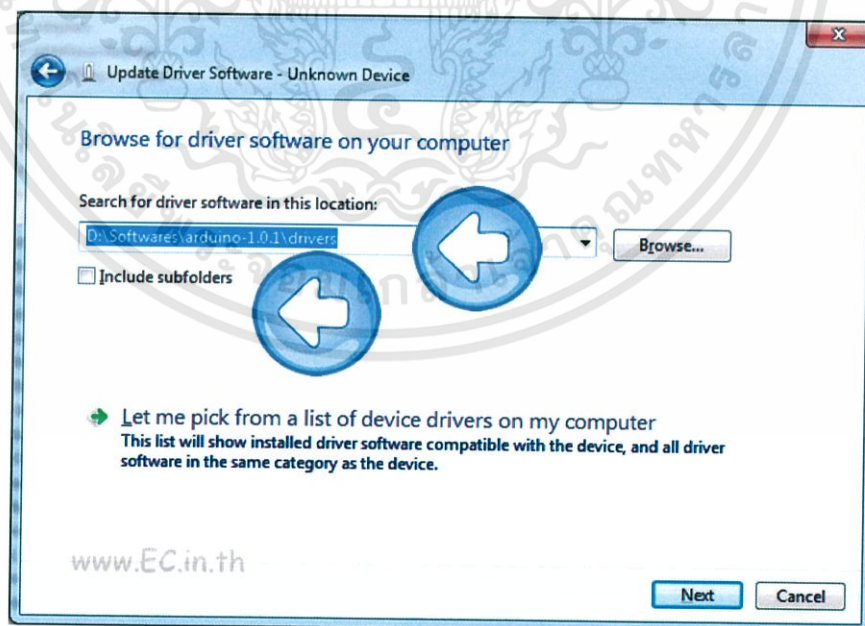 Update Driver Software - Unknown Device
Browse for driver software on your computer
Search for driver software in this location:
D:\Softwares\arduino-1.0.1\drivers
Browse...
Include subfolders
Let me pick from a list of device drivers on my computer
This list will show installed driver software compatible with the device, and all driver
software in the same category as the device.
www.EC.in.th
Next
Cancel